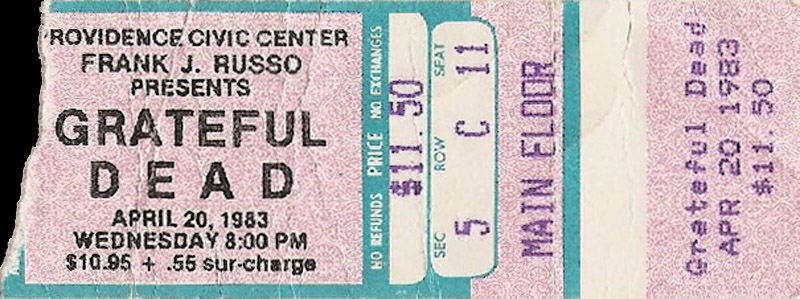 ROVIDENCE CIVIC CENTER
FRANK J. RUSSO
PRESENTS
GRATEFUL
DEAD
APRIL 20, 1983
WEDNESDAY 8:00 PM
$10.95 + .55 sur-charge
NO REFUNDS PRICE NO EXCHANGES
$11.50
SEC ROW SEAT
5 C 11
MAIN FLOOR
Grateful Dead
APR 20 1983
$11.50